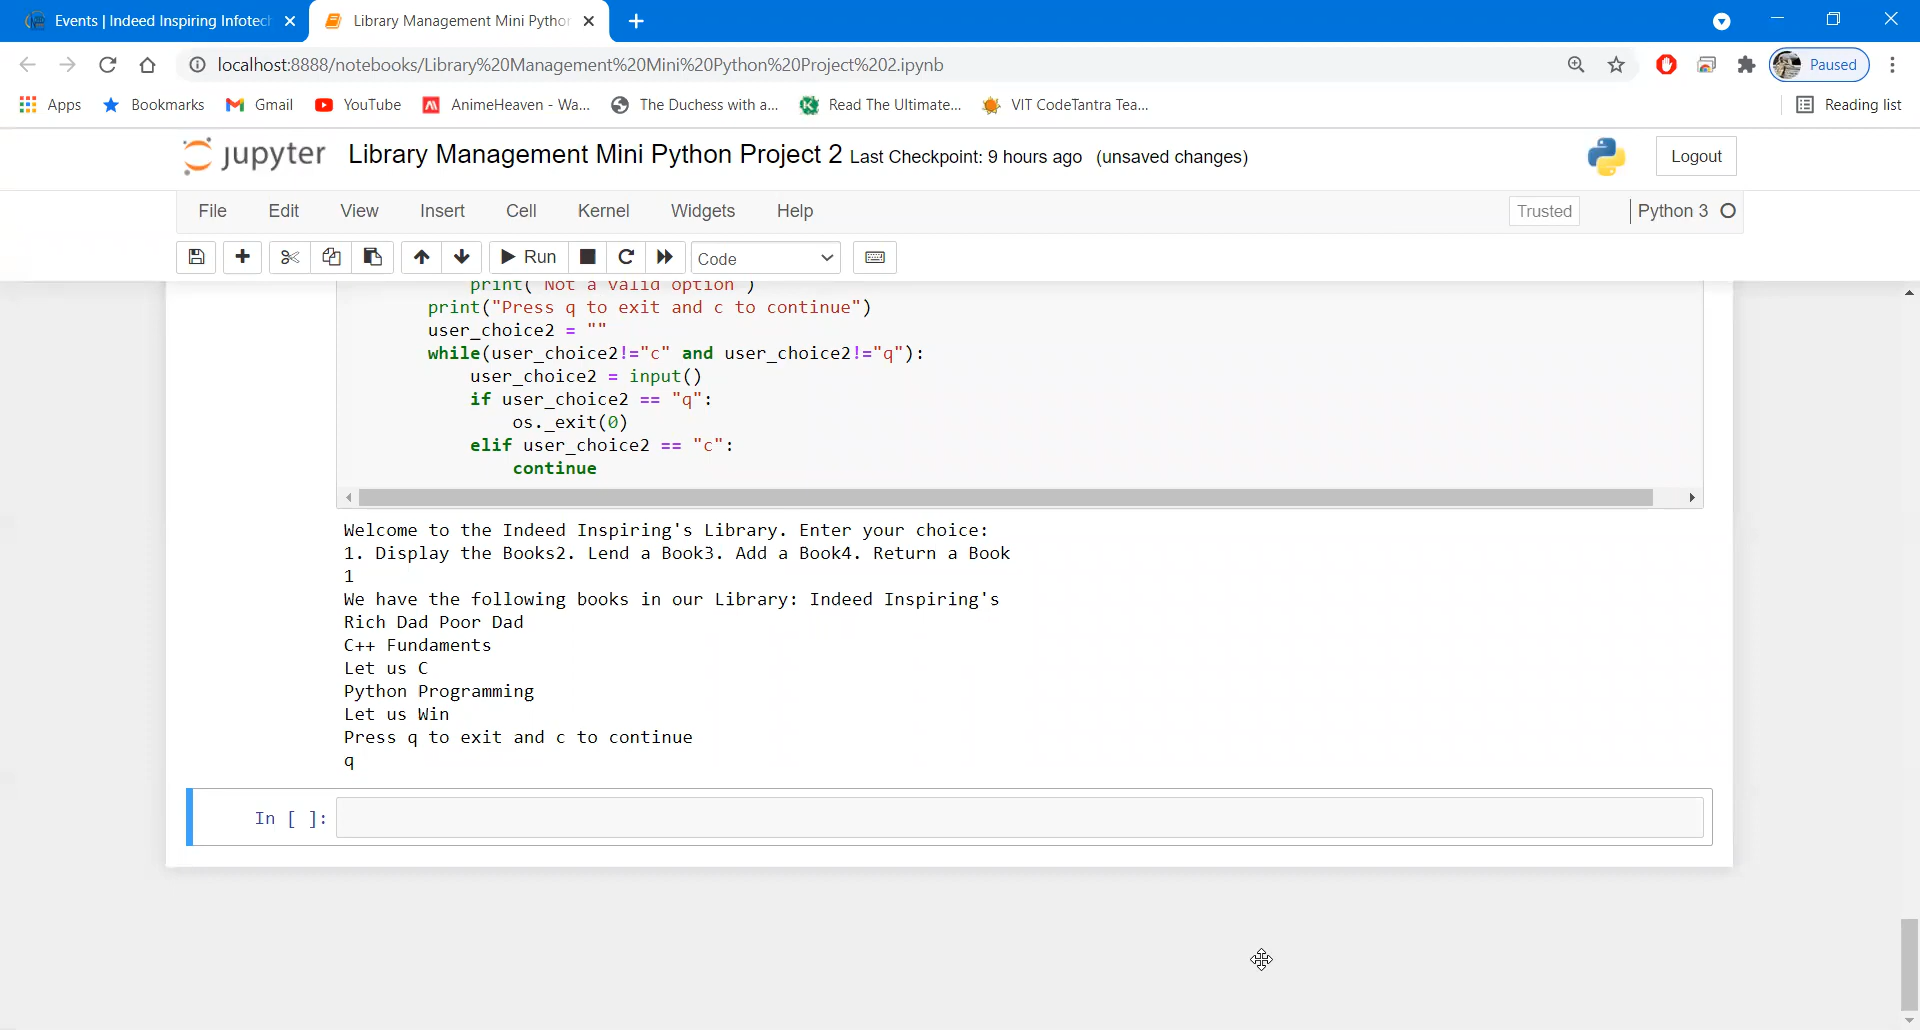 Events | Indeed Inspiring Infotech
Library Management Mini Python
localhost:8888/notebooks/Library%20Management%20Mini%20Python%20Project%202.ipynb
Paused
Apps Bookmarks Gmail YouTube AnimeHeaven - Wa... The Duchess with a... Read The Ultimate... VIT CodeTantra Tea... Reading list
jupyter Library Management Mini Python Project 2 Last Checkpoint: 9 hours ago (unsaved changes) Logout
File Edit View Insert Cell Kernel Widgets Help Trusted Python 3
Run Code
print("Not a valid option")
print("Press q to exit and c to continue")
user_choice2 = ""
while(user_choice2!="c" and user_choice2!="q"):
user_choice2 = input()
if user_choice2 == "q":
os._exit(0)
elif user_choice2 == "c":
continue
Welcome to the Indeed Inspiring's Library. Enter your choice:
1. Display the Books2. Lend a Book3. Add a Book4. Return a Book
1
We have the following books in our Library: Indeed Inspiring's
Rich Dad Poor Dad
C++ Fundaments
Let us C
Python Programming
Let us Win
Press q to exit and c to continue
q
In [ ]: